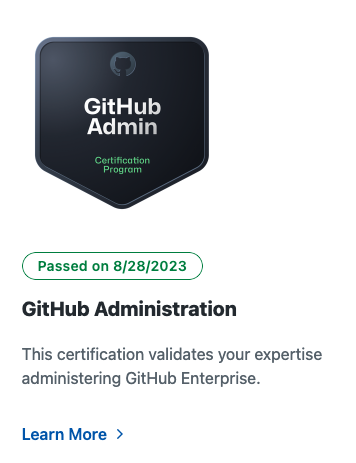 GitHub
Admin
Certification
Program
Passed on 8/28/2023
GitHub Administration
This certification validates your expertise
administering GitHub Enterprise.
Learn More